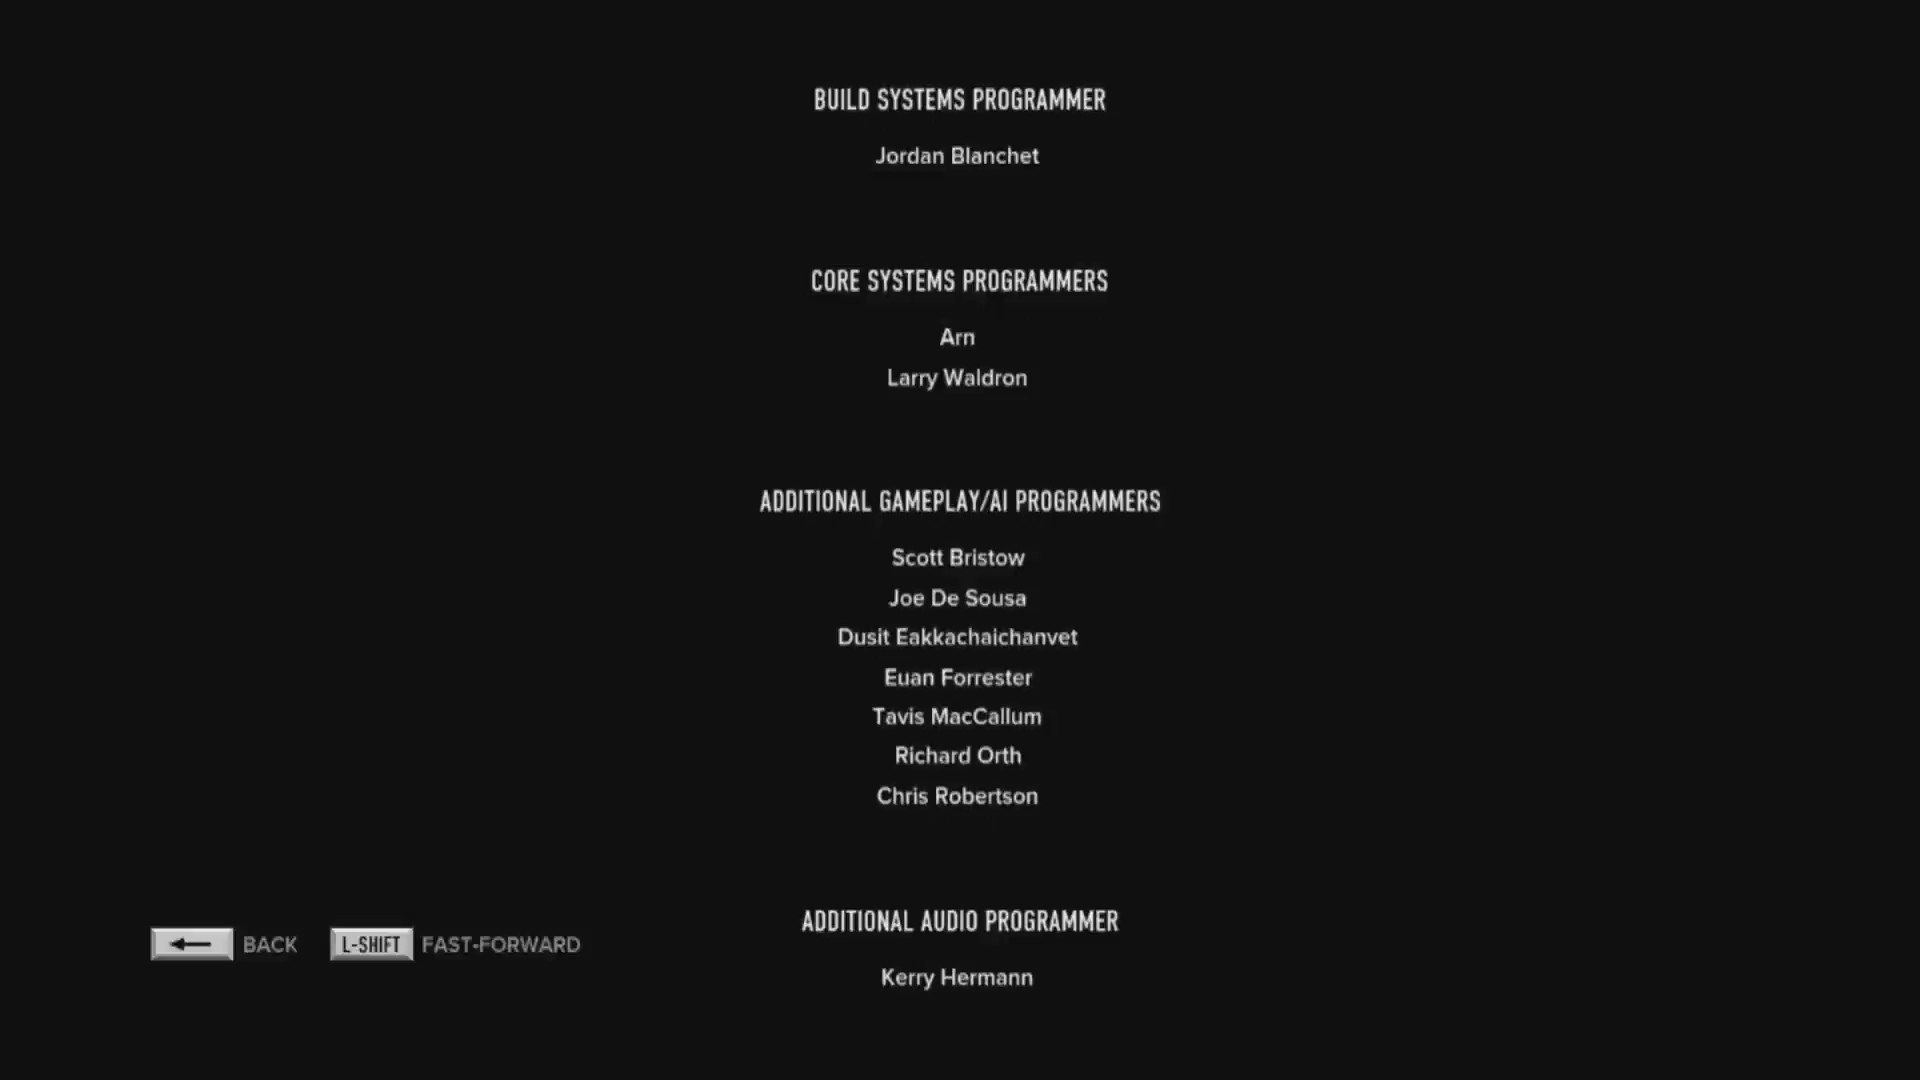 BUILD SYSTEMS PROGRAMMER
Jordan Blanchet
CORE SYSTEMS PROGRAMMERS
Arn
Larry Waldron
ADDITIONAL GAMEPLAY/AI PROGRAMMERS
Scott Bristow
Joe De Sousa
Dusit Eakkachaichanvet
Euan Forrester
Tavis MacCallum
Richard Orth
Chris Robertson
ADDITIONAL AUDIO PROGRAMMER
Kerry Hermann
BACK L-SHIFT FAST-FORWARD